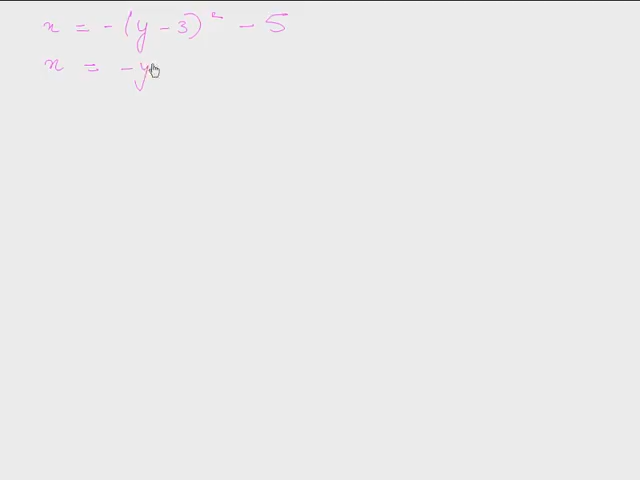 x = -(y - 3)² - 5
x = -y